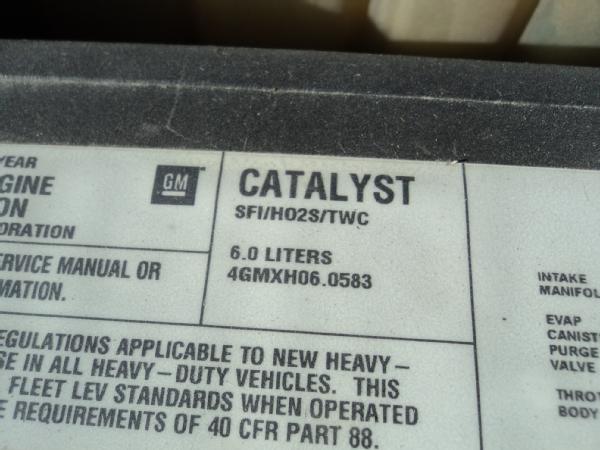 YEAR
GINE
ON
ORATION
GM
CATALYST
SFI/HO2S/TWC
6.0 LITERS
4GMXH06.0583
ERVICE MANUAL OR
MATION.
EGULATIONS APPLICABLE TO NEW HEAVY—
SE IN ALL HEAVY—DUTY VEHICLES. THIS
FLEET LEV STANDARDS WHEN OPERATED
E REQUIREMENTS OF 40 CFR PART 88.
INTAKE
MANIFOL
EVAP
CANIST
PURGE
VALVE
THRO
BODY